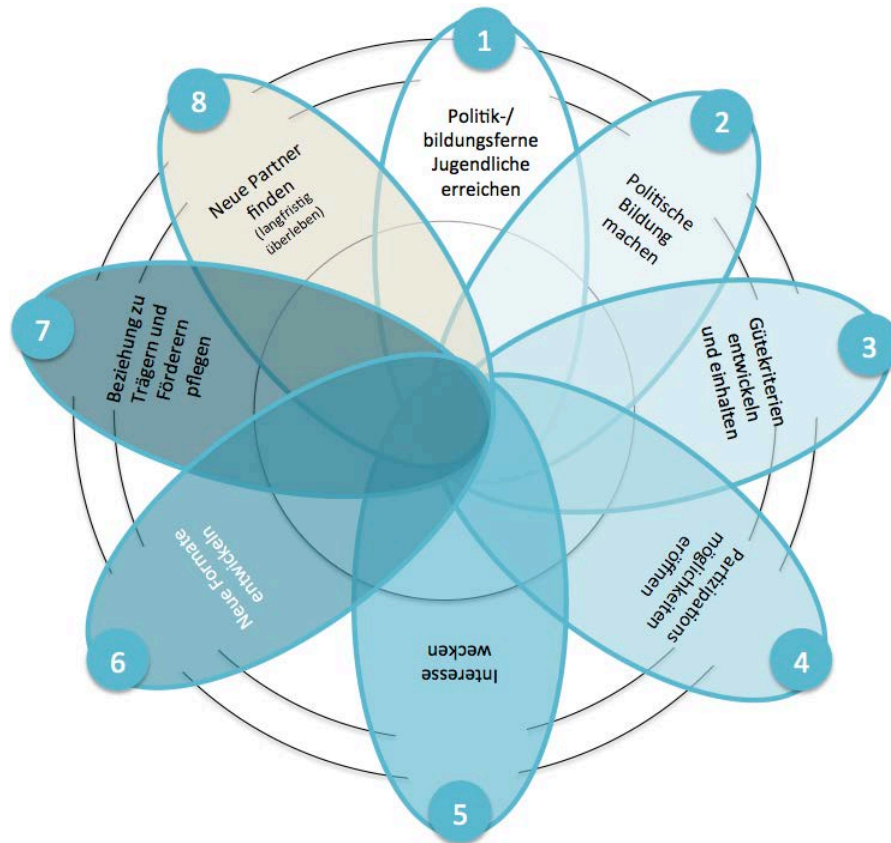 1
Politik-/
bildungsferne
Jugendliche
erreichen
2
Politische
Bildung
machen
3
Gütekriterien
entwickeln
und einhalten
4
Partizipations
möglichkeiten
eröffnen
5
Interesse
wecken
6
Neue Formate
entwickeln
7
Beziehung zu
Trägern und
Förderern
pflegen
8
Neue Partner
finden
(langfristig
überleben)